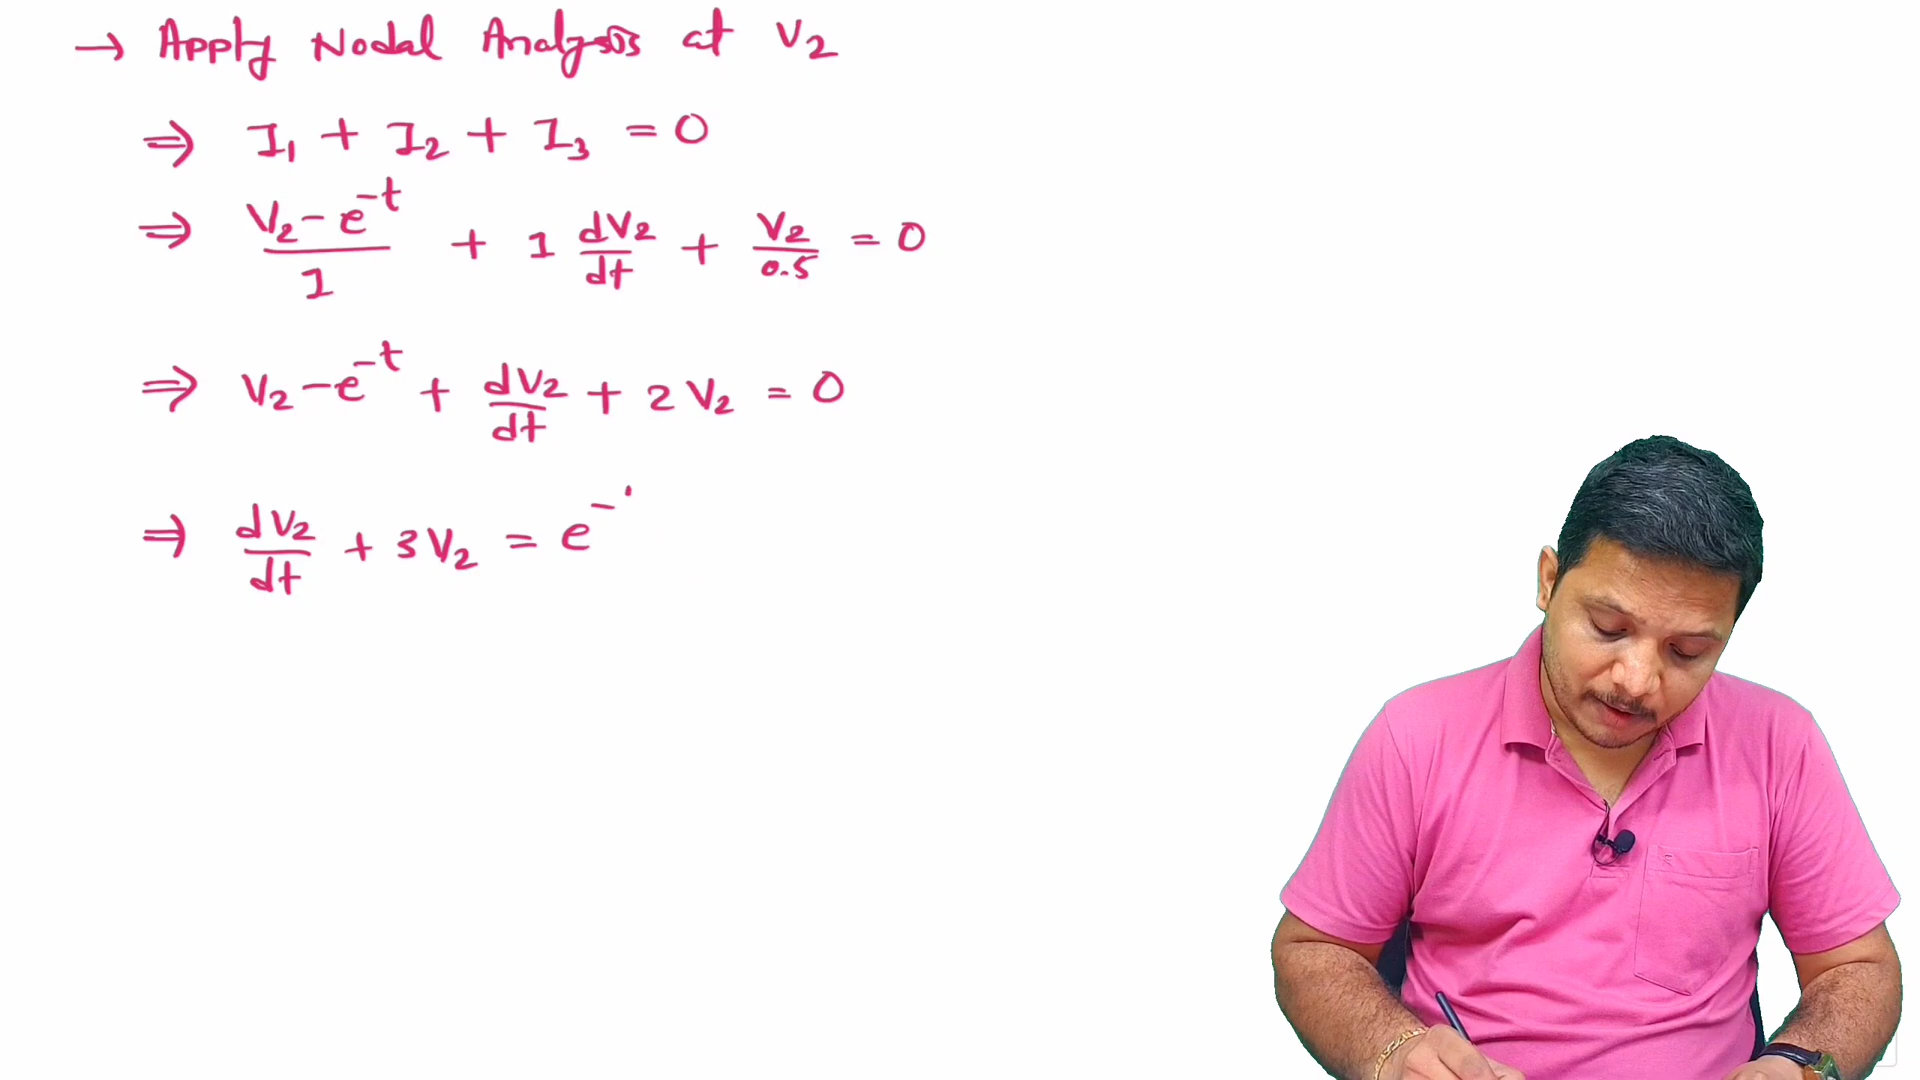 → Apply Nodal Analysis at V₂
⇒ I₁ + I₂ + I₃ = 0
⇒ (V₂ - e^-t)/1 + 1 dV₂/dt + V₂/0.5 = 0
⇒ V₂ - e^-t + dV₂/dt + 2V₂ = 0
⇒ dV₂/dt + 3V₂ = e^-